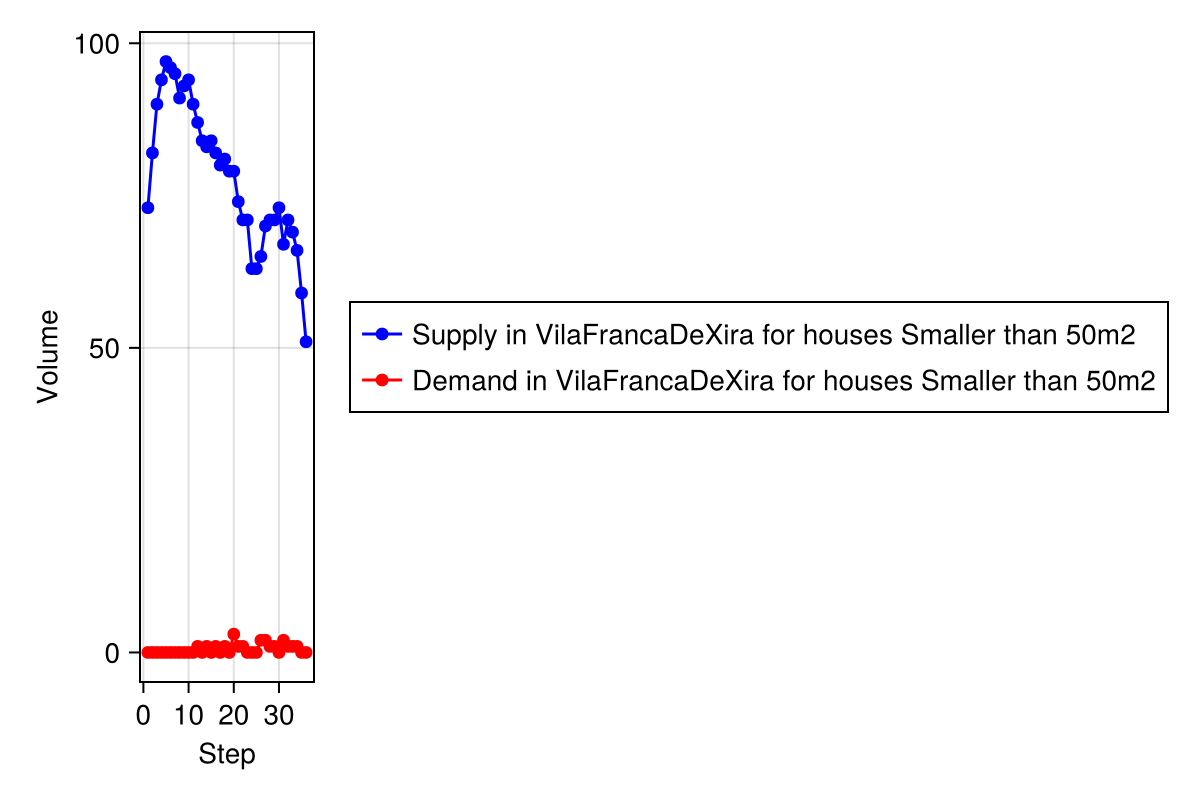 100
50
0
Volume
0 10 20 30
Step
Supply in VilaFrancaDeXira for houses Smaller than 50m2
Demand in VilaFrancaDeXira for houses Smaller than 50m2